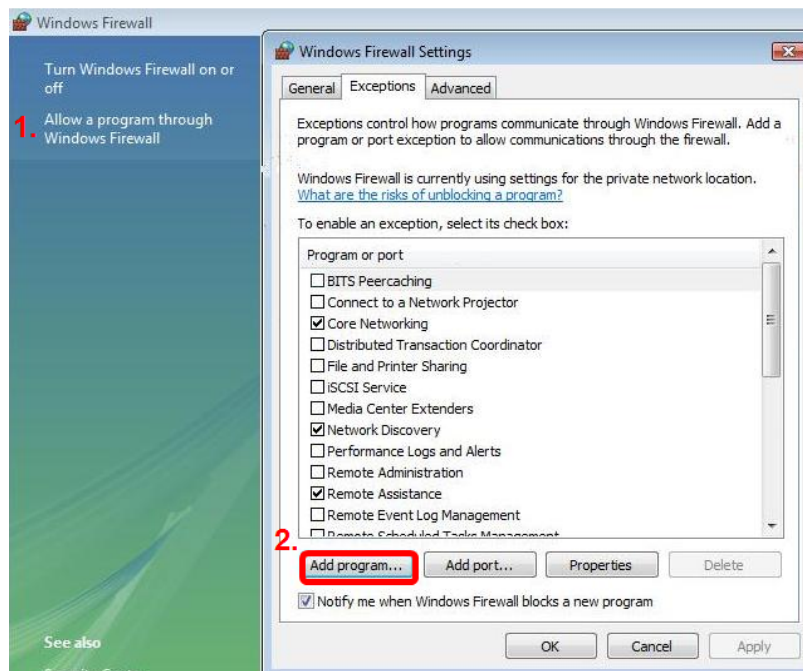 Windows Firewall
Turn Windows Firewall on or
off
1.
Allow a program through
Windows Firewall
See also
Windows Firewall Settings
General
Exceptions
Advanced
Exceptions control how programs communicate through Windows Firewall. Add a
program or port exception to allow communications through the firewall.
Windows Firewall is currently using settings for the private network location.
What are the risks of unblocking a program?
To enable an exception, select its check box:
Program or port
BITS Peercaching
Connect to a Network Projector
Core Networking
Distributed Transaction Coordinator
File and Printer Sharing
iSCSI Service
Media Center Extenders
Network Discovery
Performance Logs and Alerts
Remote Administration
Remote Assistance
Remote Event Log Management
Remote Scheduled Tasks Management
2.
Add program...
Add port...
Properties
Delete
Notify me when Windows Firewall blocks a new program
OK
Cancel
Apply